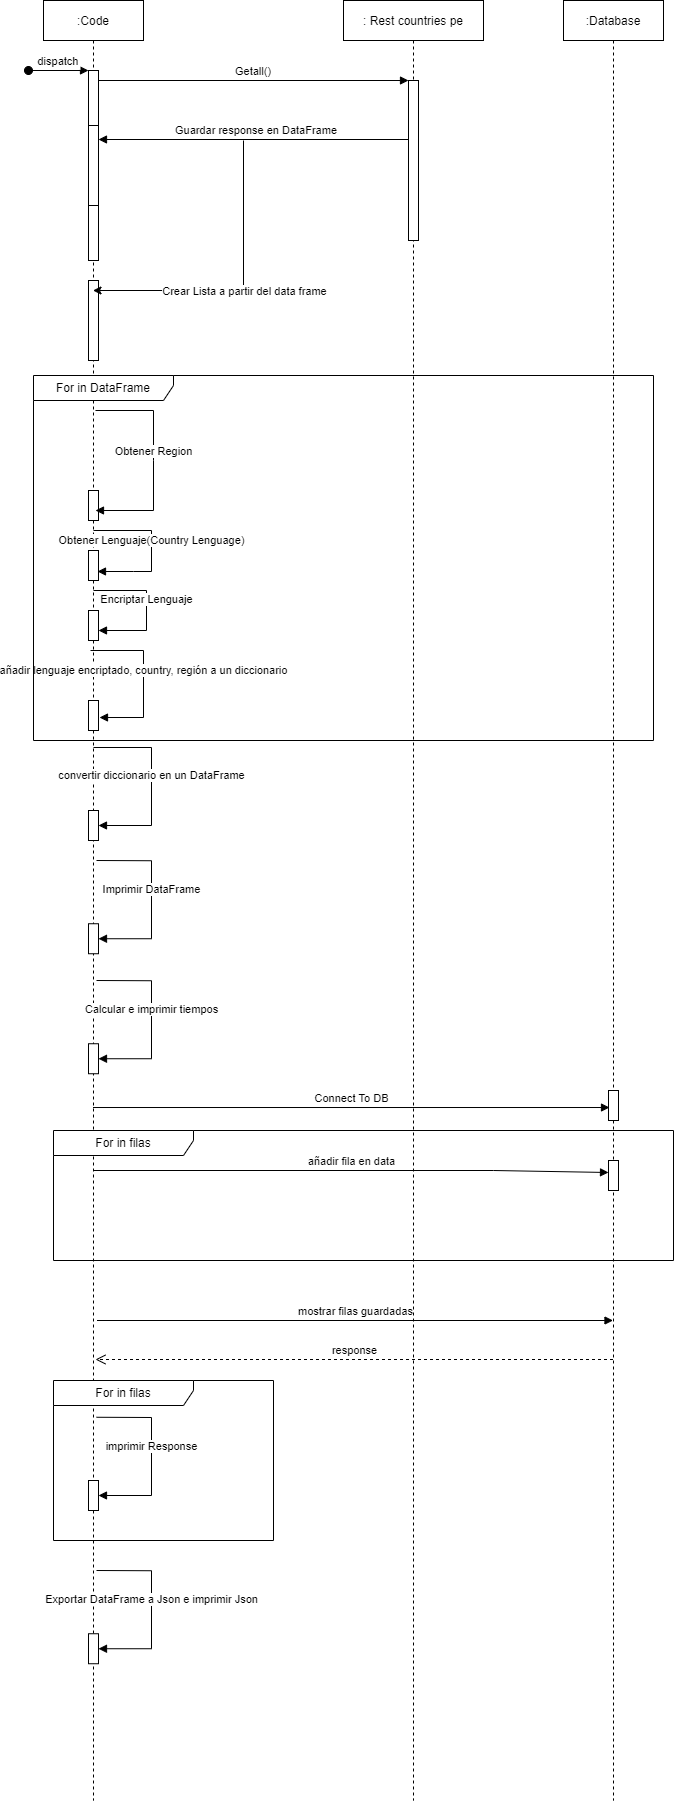 :Code
: Rest countries pe
:Database
dispatch
Getall()
Guardar response en DataFrame
Crear Lista a partir del data frame
For in DataFrame
Obtener Region
Obtener Lenguaje(Country Lenguage)
Encriptar Lenguaje
añadir lenguaje encriptado, country, región a un diccionario
convertir diccionario en un DataFrame
Imprimir DataFrame
Calcular e imprimir tiempos
Connect To DB
For in filas
añadir fila en data
mostrar filas guardadas
response
For in filas
imprimir Response
Exportar DataFrame a Json e imprimir Json